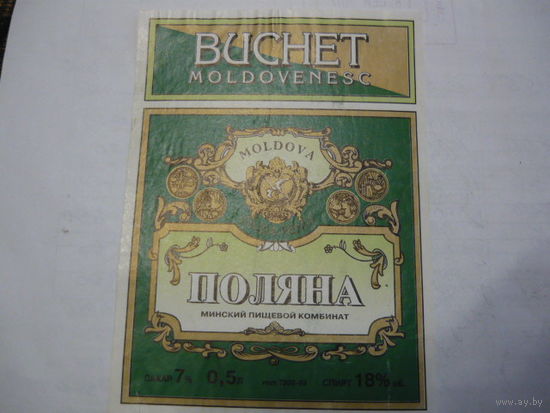 BUCHET
MOLDOVENESC
MOLDOVA
ПОЛЯНА
МИНСКИЙ ПИЩЕВОЙ КОМБИНАТ
САХАР 7% 0,5Л СПИРТ 18% об.
www.ay.by